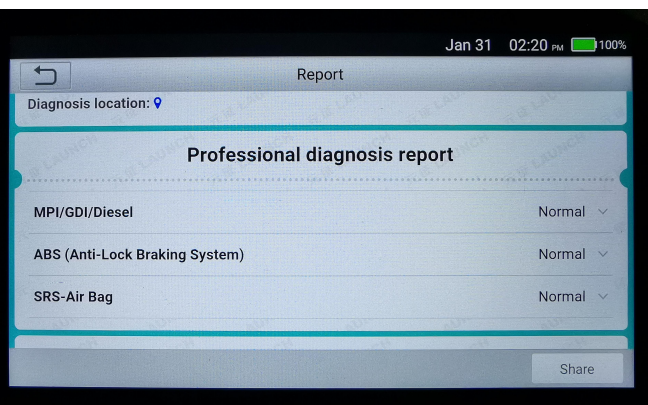 Jan 31 02:20 PM 100%
Report
Diagnosis location:
Professional diagnosis report
MPI/GDI/Diesel Normal
ABS (Anti-Lock Braking System) Normal
SRS-Air Bag Normal
Share